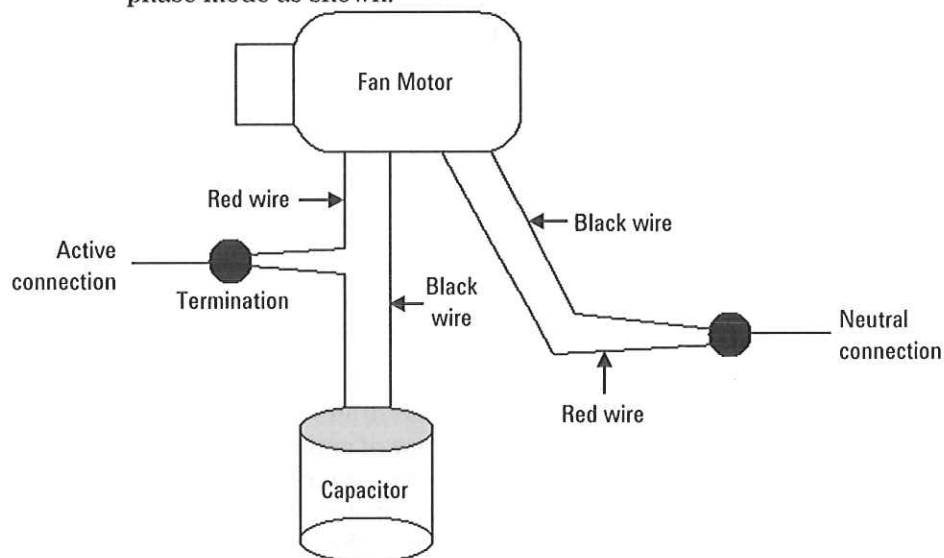 phase mode as shown.
Fan Motor
Red wire
Black wire
Active
connection
Termination
Black
wire
Neutral
connection
Red wire
Capacitor